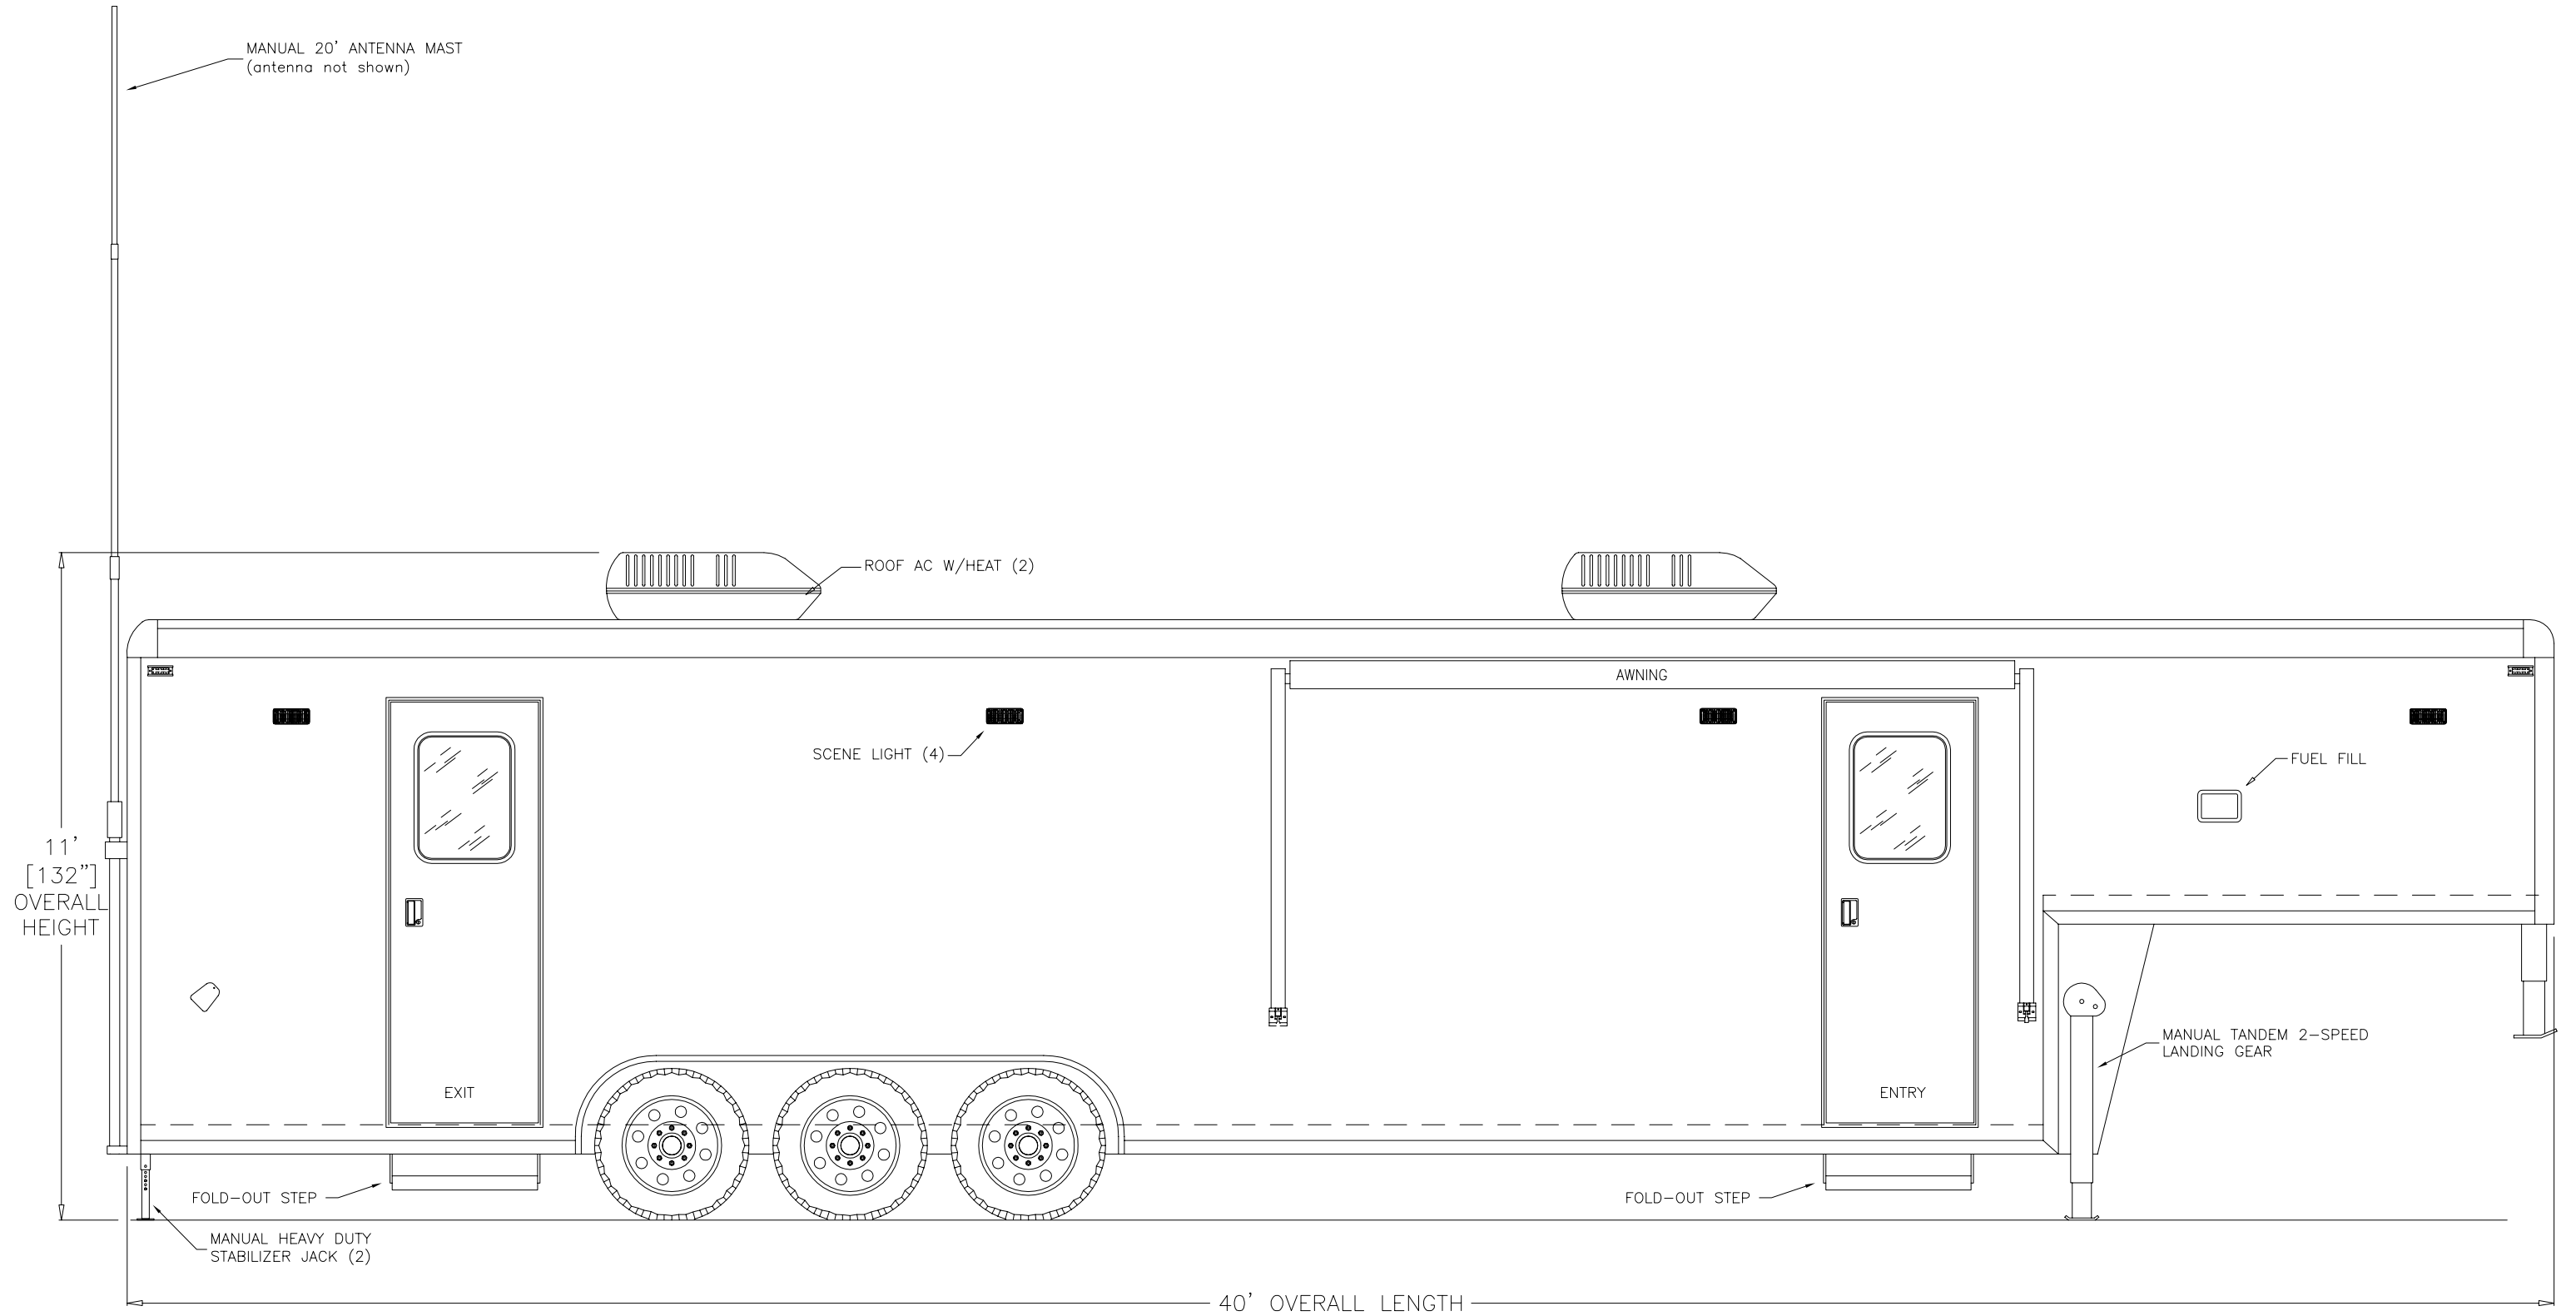 MANUAL 20' ANTENNA MAST
(antenna not shown)
ROOF AC W/HEAT (2)
AWNING
SCENE LIGHT (4)
FUEL FILL
11'
[132"]
OVERALL
HEIGHT
MANUAL TANDEM 2-SPEED
LANDING GEAR
EXIT
ENTRY
FOLD-OUT STEP
FOLD-OUT STEP
MANUAL HEAVY DUTY
STABILIZER JACK (2)
40' OVERALL LENGTH